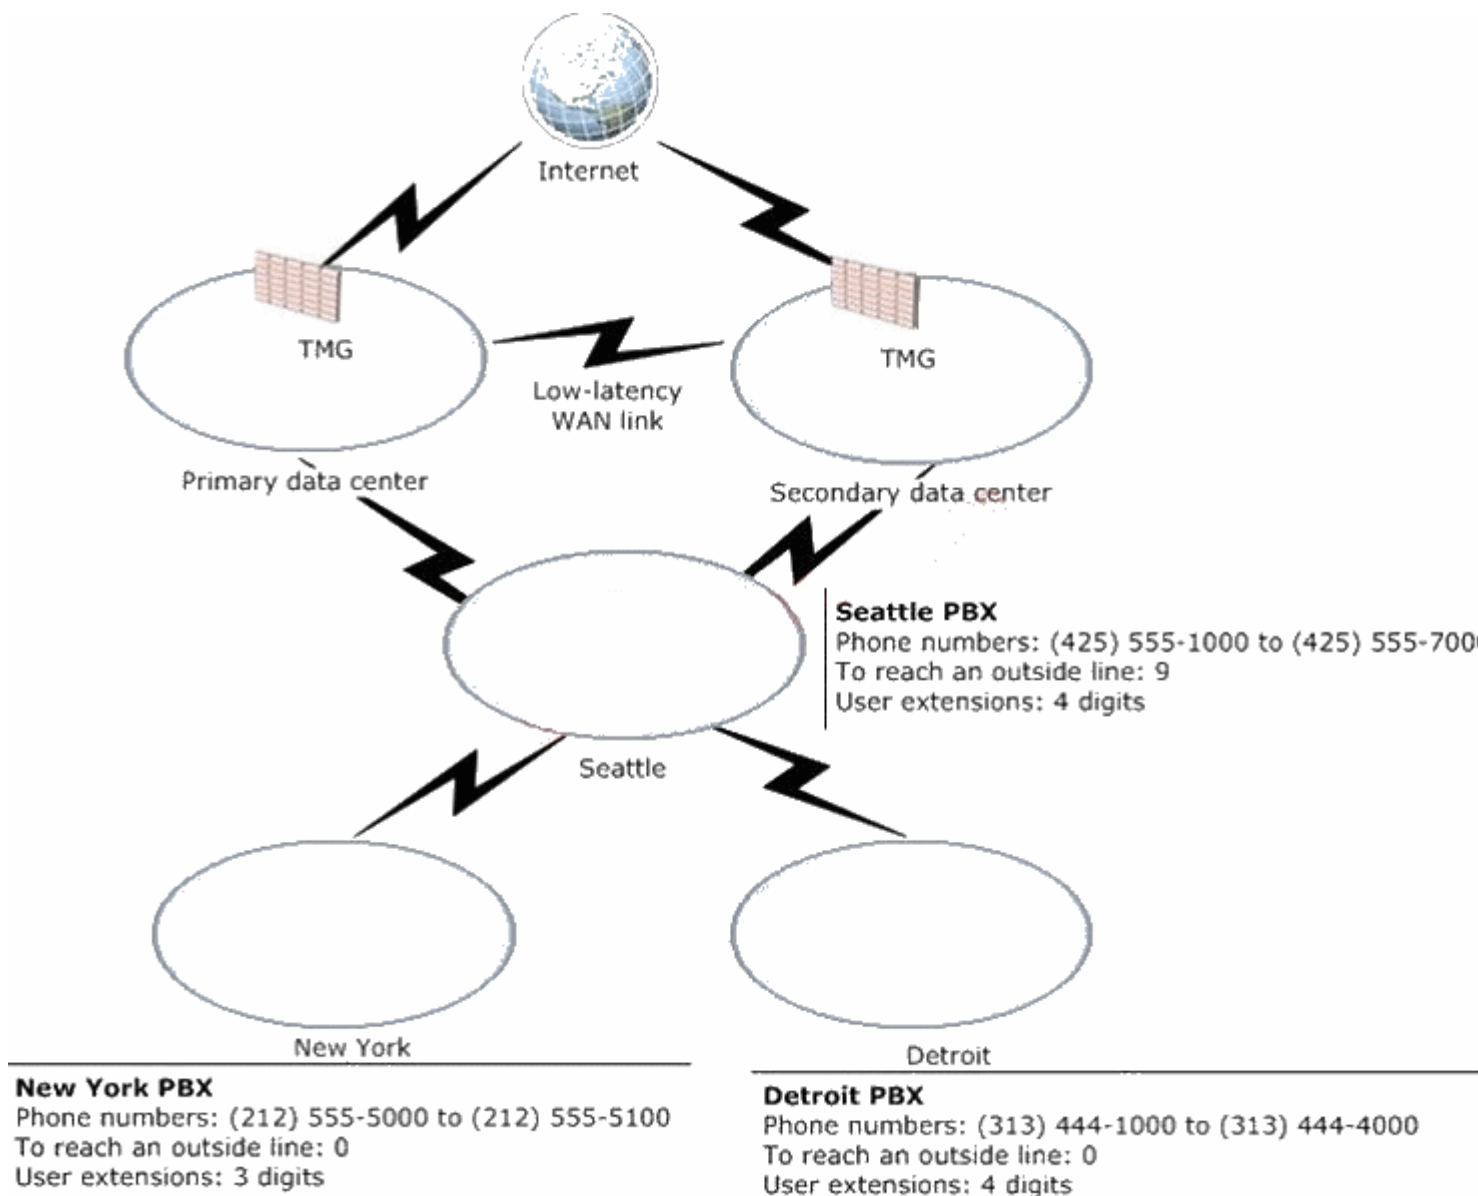 Internet
TMG
TMG
Low-latency
WAN link
Primary data center
Secondary data center
Seattle PBX
Phone numbers: (425) 555-1000 to (425) 555-700
To reach an outside line: 9
User extensions: 4 digits
Seattle
New York
Detroit
New York PBX
Phone numbers: (212) 555-5000 to (212) 555-5100
To reach an outside line: 0
User extensions: 3 digits
Detroit PBX
Phone numbers: (313) 444-1000 to (313) 444-4000
To reach an outside line: 0
User extensions: 4 digits